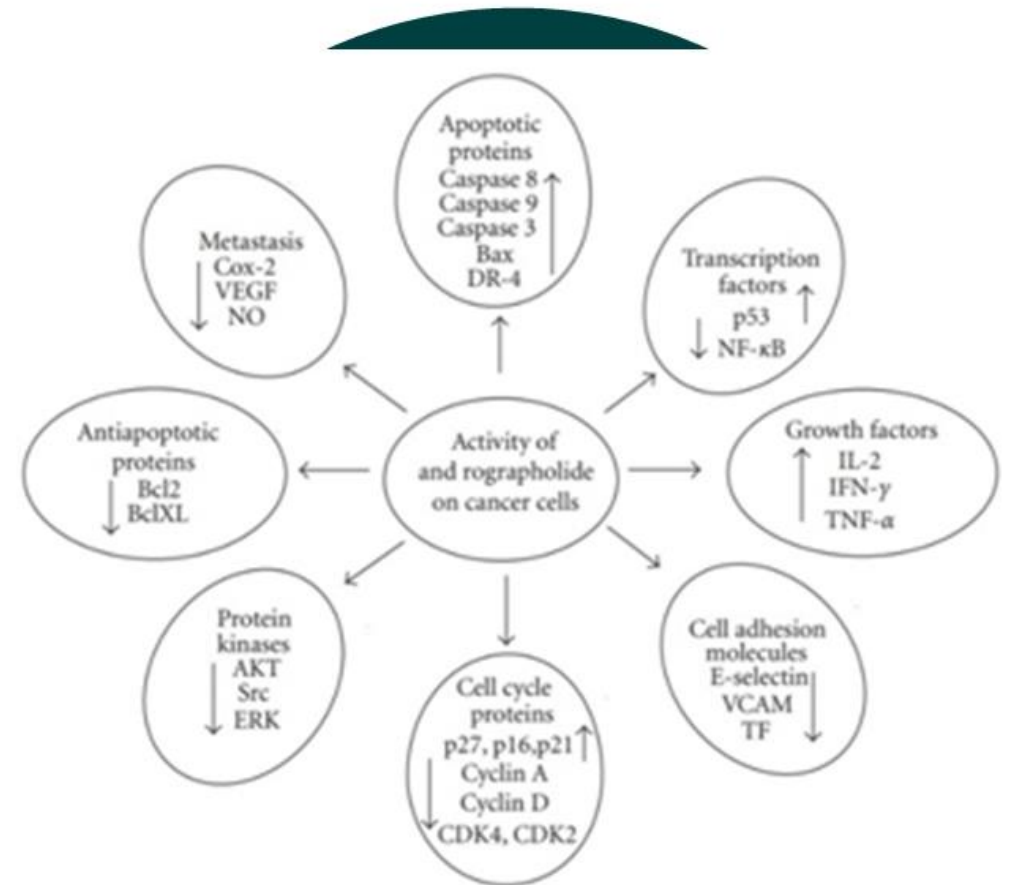 Apoptotic
proteins
Caspase 8
Caspase 9
Caspase 3
Bax
DR-4
Metastasis
Cox-2
VEGF
NO
Transcription
factors
p53
NF-κB
Antiapoptotic
proteins
Bcl2
BclXL
Activity of
and rographolide
on cancer cells
Growth factors
IL-2
IFN-γ
TNF-α
Protein
kinases
AKT
Src
ERK
Cell cycle
proteins
p27, p16,p21
Cyclin A
Cyclin D
CDK4, CDK2
Cell adhesion
molecules
E-selectin
VCAM
TF